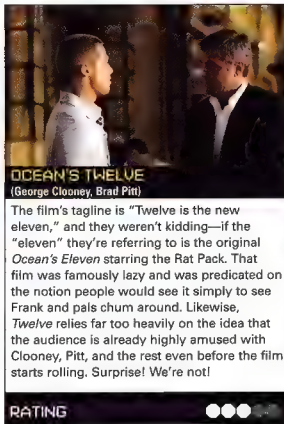 OCEAN'S TWELVE
(George Clooney, Brad Pitt)
The film's tagline is "Twelve is the new
eleven," and they weren't kidding—if the
"eleven" they're referring to is the original
Ocean's Eleven starring the Rat Pack. That
film was famously lazy and was predicated on
the notion people would see it simply to see
Frank and pals chum around. Likewise,
Twelve relies far too heavily on the idea that
the audience is already highly amused with
Clooney, Pitt, and the rest even before the film
starts rolling. Surprise! We're not!
RATING